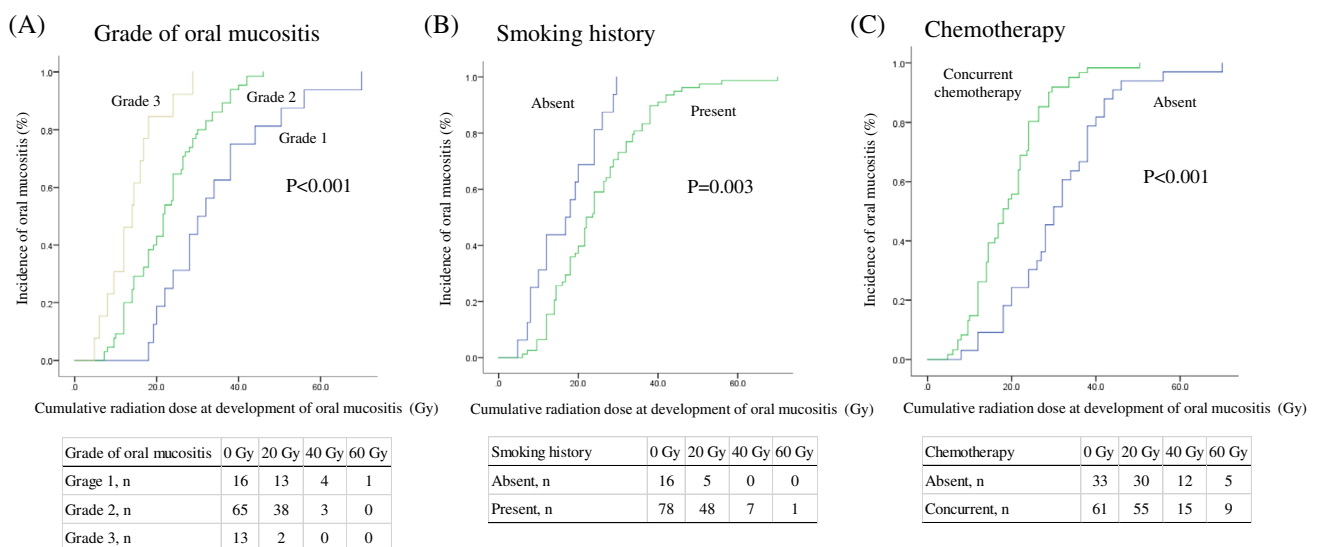 (A)
Grade of oral mucositis
Incidence of oral mucositis (%)
1.0
0.8
0.6
0.4
0.2
0.0
Grade 3
Grade 2
Grade 1
P<0.001
.0 20.0 40.0 60.0
Cumulative radiation dose at development of oral mucositis (Gy)
Grade of oral mucositis 0 Gy 20 Gy 40 Gy 60 Gy
Grage 1, n 16 13 4 1
Grade 2, n 65 38 3 0
Grade 3, n 13 2 0 0
(B)
Smoking history
Incidence of oral mucositis (%)
1.0
0.8
0.6
0.4
0.2
0.0
Absent
Present
P=0.003
.0 20.0 40.0 60.0
Cumulative radiation dose at development of oral mucositis (Gy)
Smoking history 0 Gy 20 Gy 40 Gy 60 Gy
Absent, n 16 5 0 0
Present, n 78 48 7 1
(C)
Chemotherapy
Incidence of oral mucositis (%)
1.0
0.8
0.6
0.4
0.2
0.0
Concurrent
chemotherapy
Absent
P<0.001
.0 20.0 40.0 60.0
Cumulative radiation dose at development of oral mucositis (Gy)
Chemotherapy 0 Gy 20 Gy 40 Gy 60 Gy
Absent, n 33 30 12 5
Concurrent, n 61 55 15 9